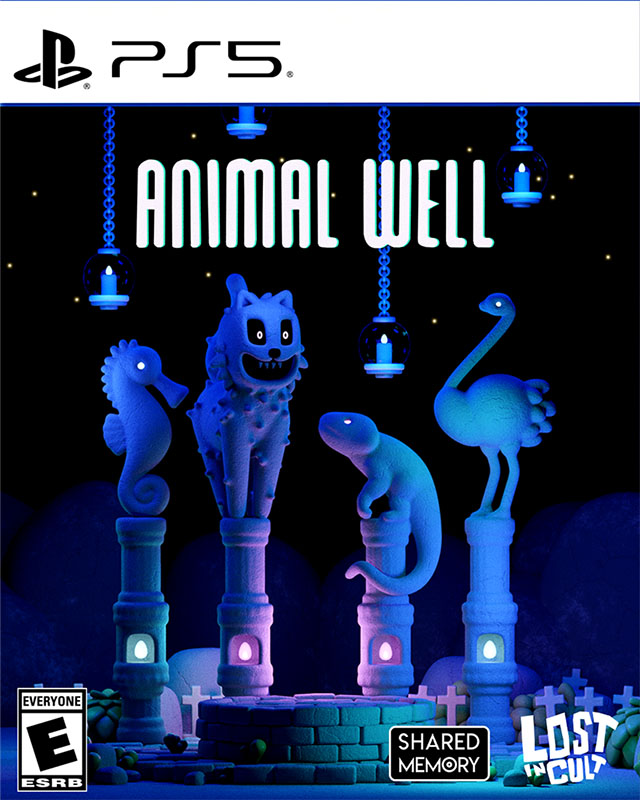 PS5
ANIMAL WELL
EVERYONE
E
ESRB
SHARED
MEMORY
LOST
IN CULT